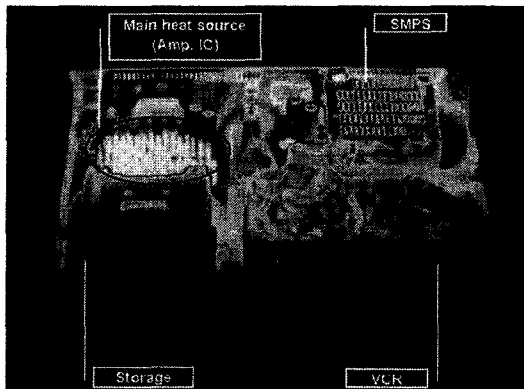 Main heat source
(Amp. IC)
SMPS
Storage
VCR